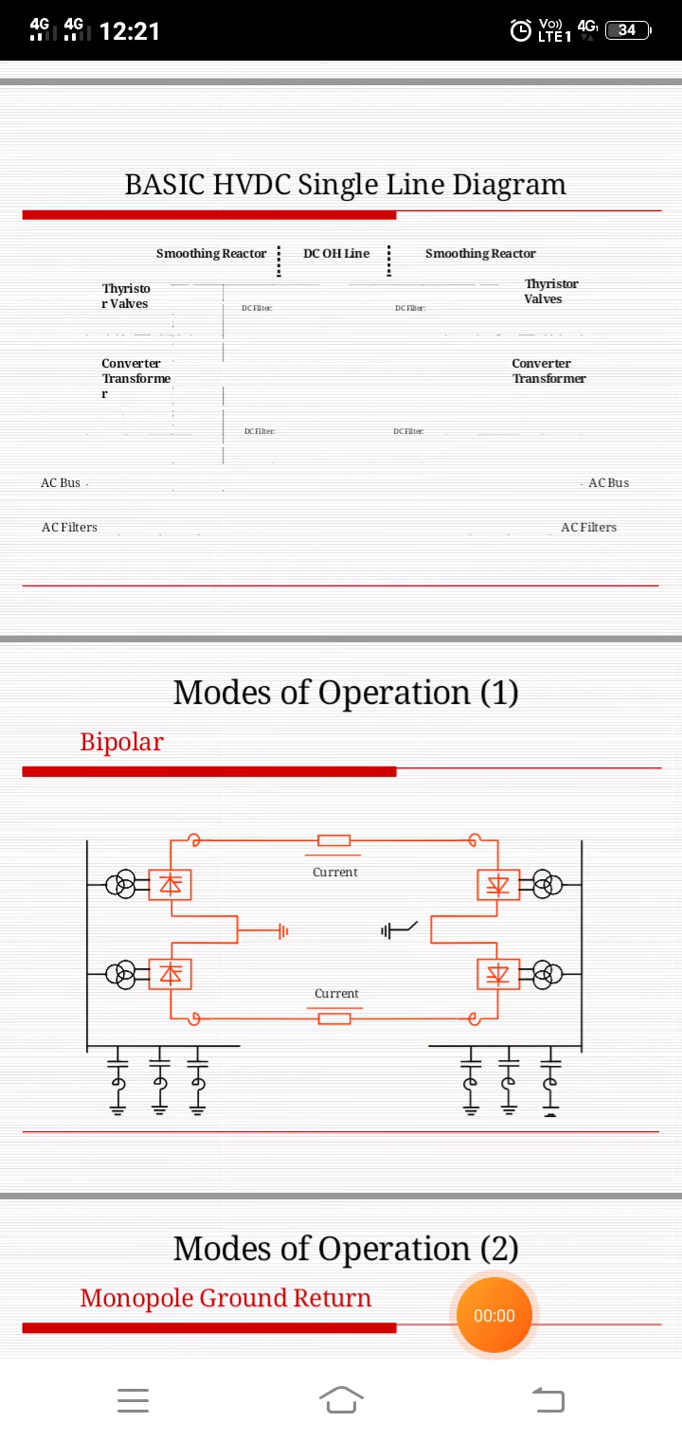 4G 4G 12:21 Vo)) LTE1 4G 34
BASIC HVDC Single Line Diagram
Smoothing Reactor DC OH Line Smoothing Reactor
Thyristo
r Valves
Thyristor
Valves
DC Filter: DC Filter:
Converter
Transforme
r
Converter
Transformer
DC Filter: DC Filter:
AC Bus AC Bus
AC Filters AC Filters
Modes of Operation (1)
Bipolar
Current
Current
Modes of Operation (2)
Monopole Ground Return
00:00